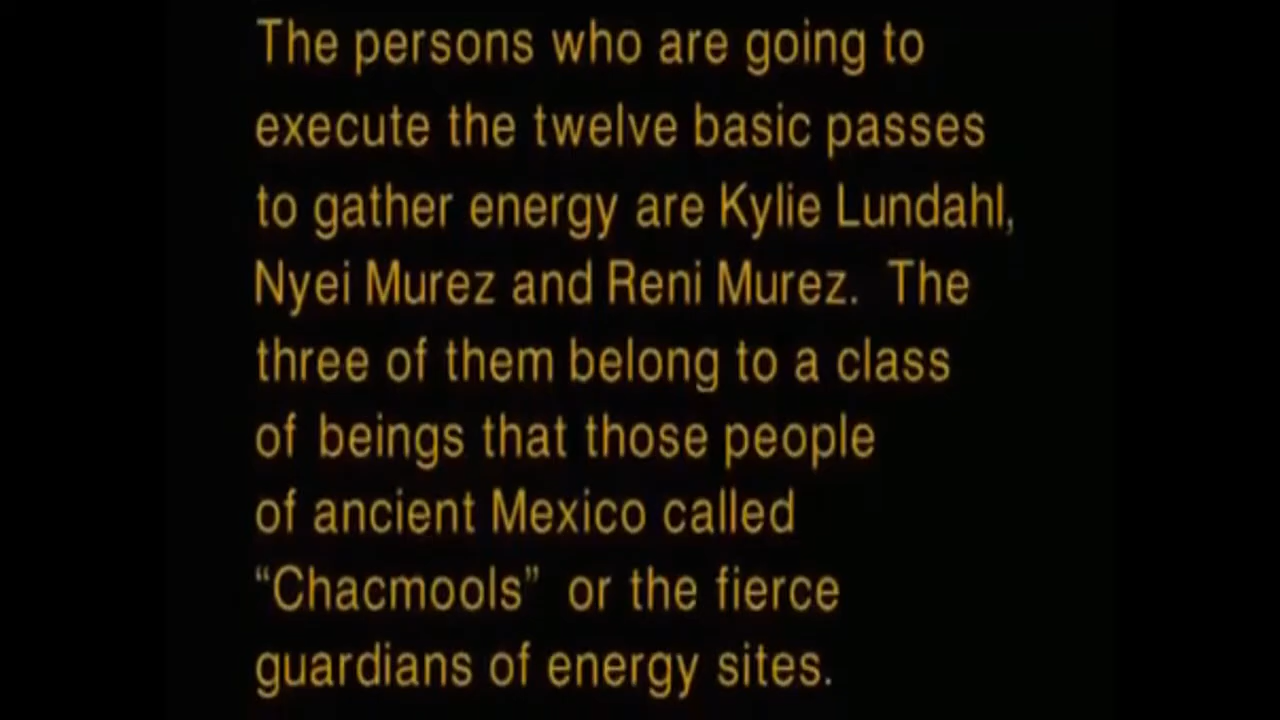 The persons who are going to
execute the twelve basic passes
to gather energy are Kylie Lundahl,
Nyei Murez and Reni Murez.  The
three of them belong to a class
of beings that those people
of ancient Mexico called
“Chacmools”  or the fierce
guardians of energy sites.